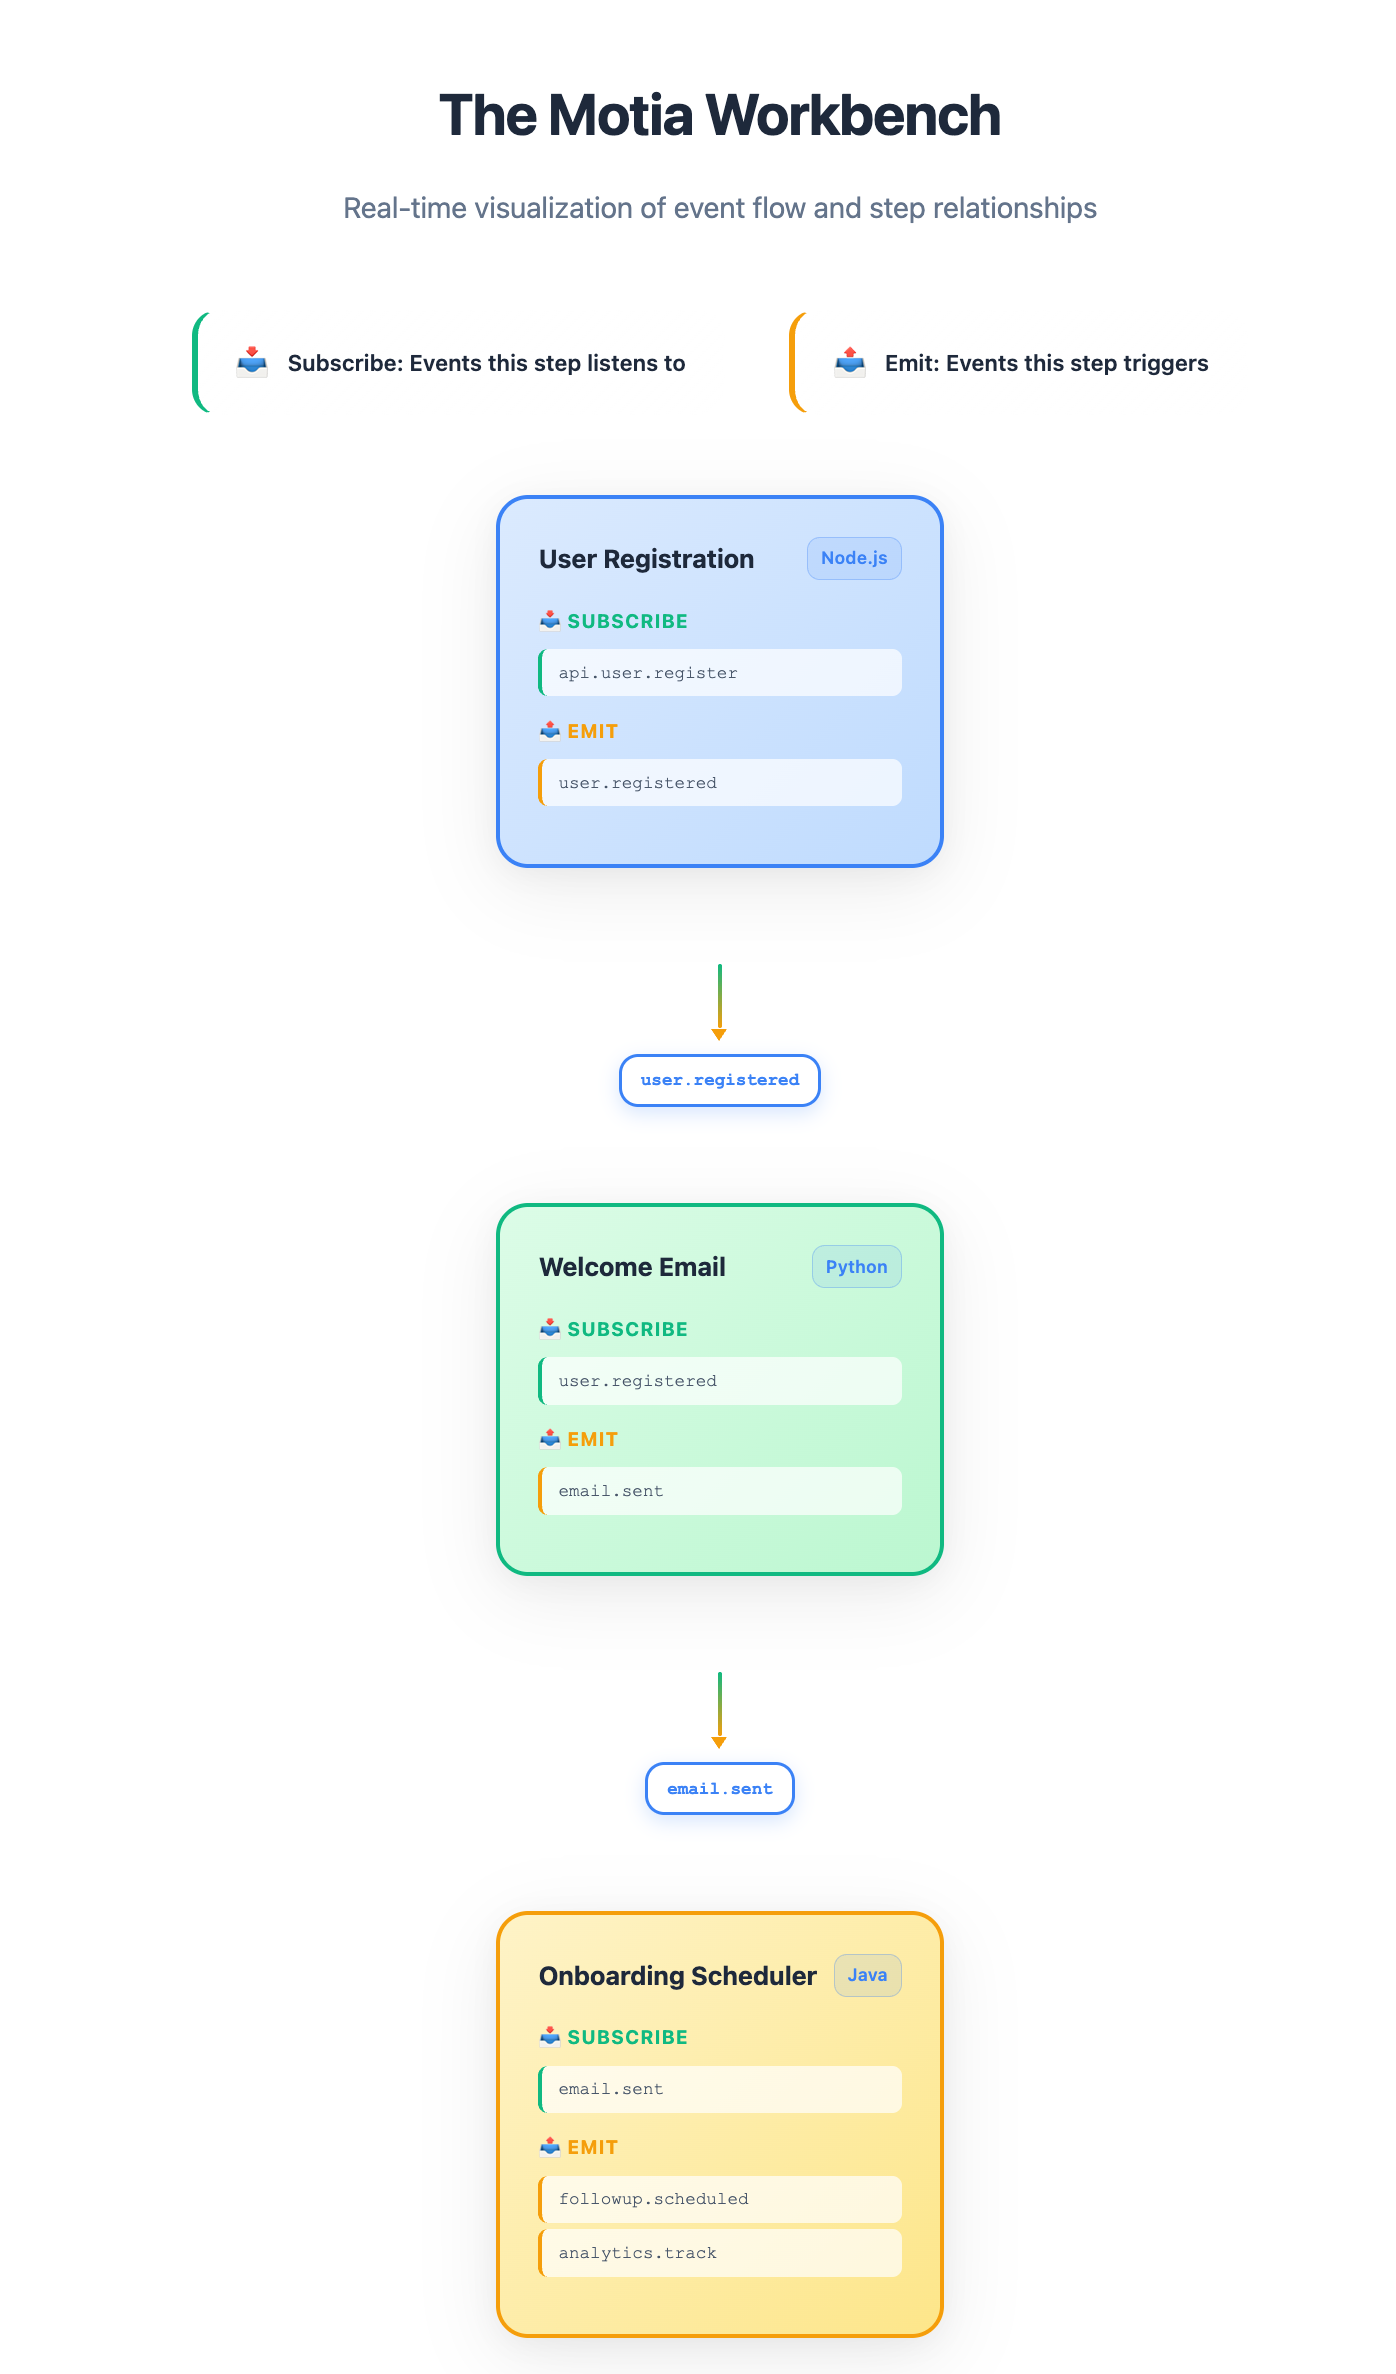 The Motia Workbench
Real-time visualization of event flow and step relationships
Subscribe: Events this step listens to
Emit: Events this step triggers
User Registration
Node.js
SUBSCRIBE
api.user.register
EMIT
user.registered
user.registered
Welcome Email
Python
SUBSCRIBE
user.registered
EMIT
email.sent
email.sent
Onboarding Scheduler
Java
SUBSCRIBE
email.sent
EMIT
followup.scheduled
analytics.track